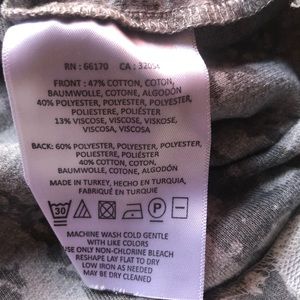 RN : 66170 CA :
FRONT : 47% COTTON, COTON,
BAUMWOLLE, COTONE, ALGODÓN
40% POLYESTER, POLYESTER,
POLIESTERE, POLIÉSTER
13% VISCOSE, VISKOSE,
VISCOSA, VISCOSA
BACK: 60% POLYESTER, POLYESTER,
POLYESTER, POLIESTERE, POLIÉSTER
40% COTTON, COTON,
BAUMWOLLE, COTONE, ALGODÓN
MADE IN TURKEY, HECHO EN TURQUIA,
FABRIQUÉ EN TURQUIE
30 P
MACHINE WASH COLD GENTLE
WITH LIKE COLORS
USE ONLY NON-CHLORINE BLEACH
RESHAPE LAY FLAT TO DRY
LOW IRON AS NEEDED
MAY BE DRY CLEANED